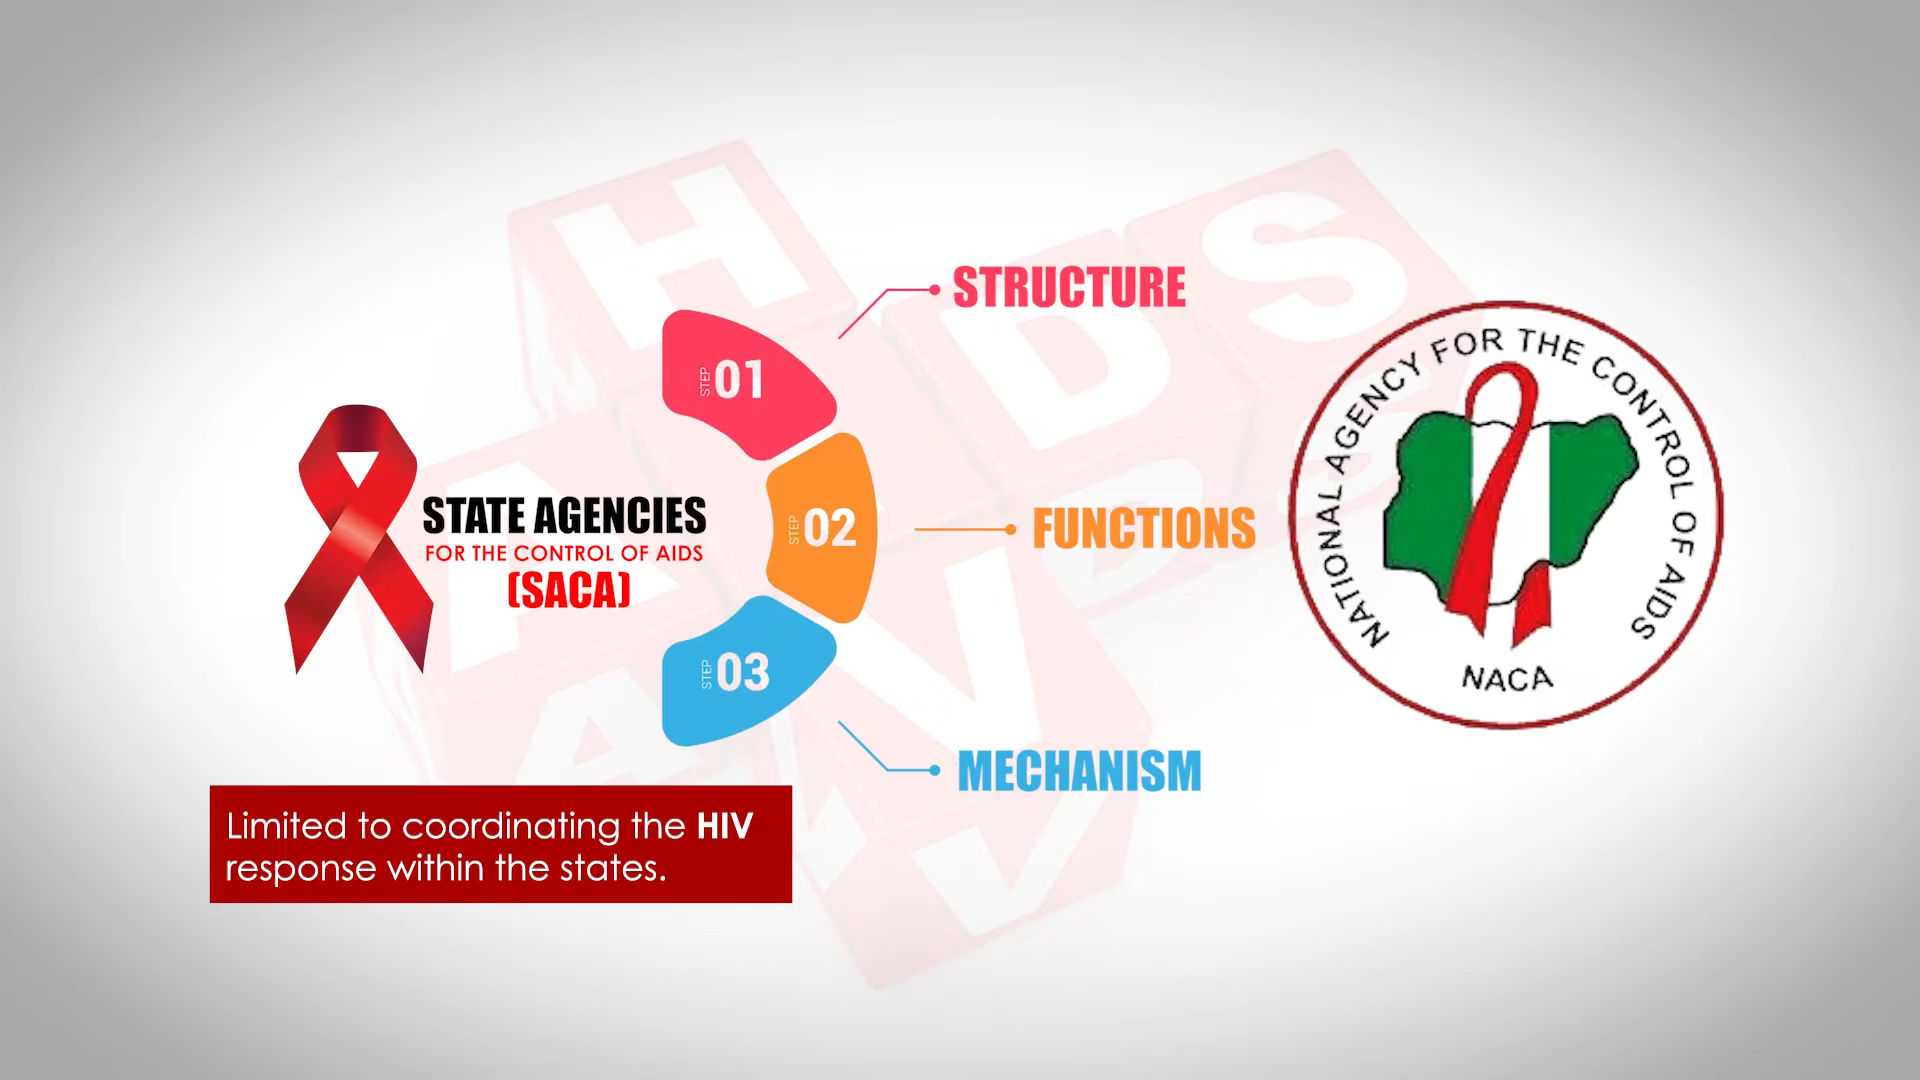 STATE AGENCIES
FOR THE CONTROL OF AIDS
(SACA)
STEP 01
STRUCTURE
STEP 02
FUNCTIONS
STEP 03
MECHANISM
NATIONAL AGENCY FOR THE CONTROL OF AIDS
NACA
Limited to coordinating the HIV
response within the states.
H
A
D
S
V